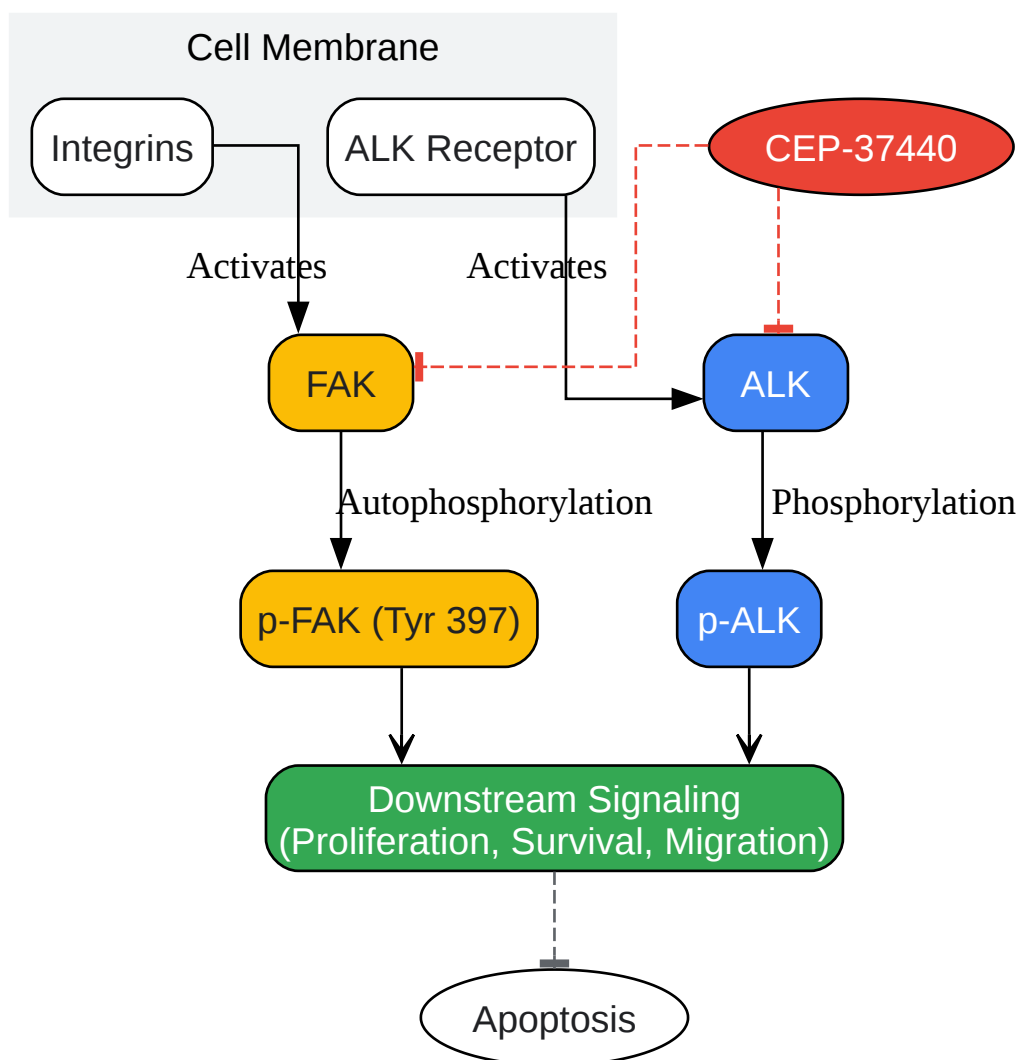 Cell Membrane
Integrins
ALK Receptor
CEP-37440
Activates
Activates
FAK
ALK
Autophosphorylation
Phosphorylation
p-FAK (Tyr 397)
p-ALK
Downstream Signaling
(Proliferation, Survival, Migration)
Apoptosis